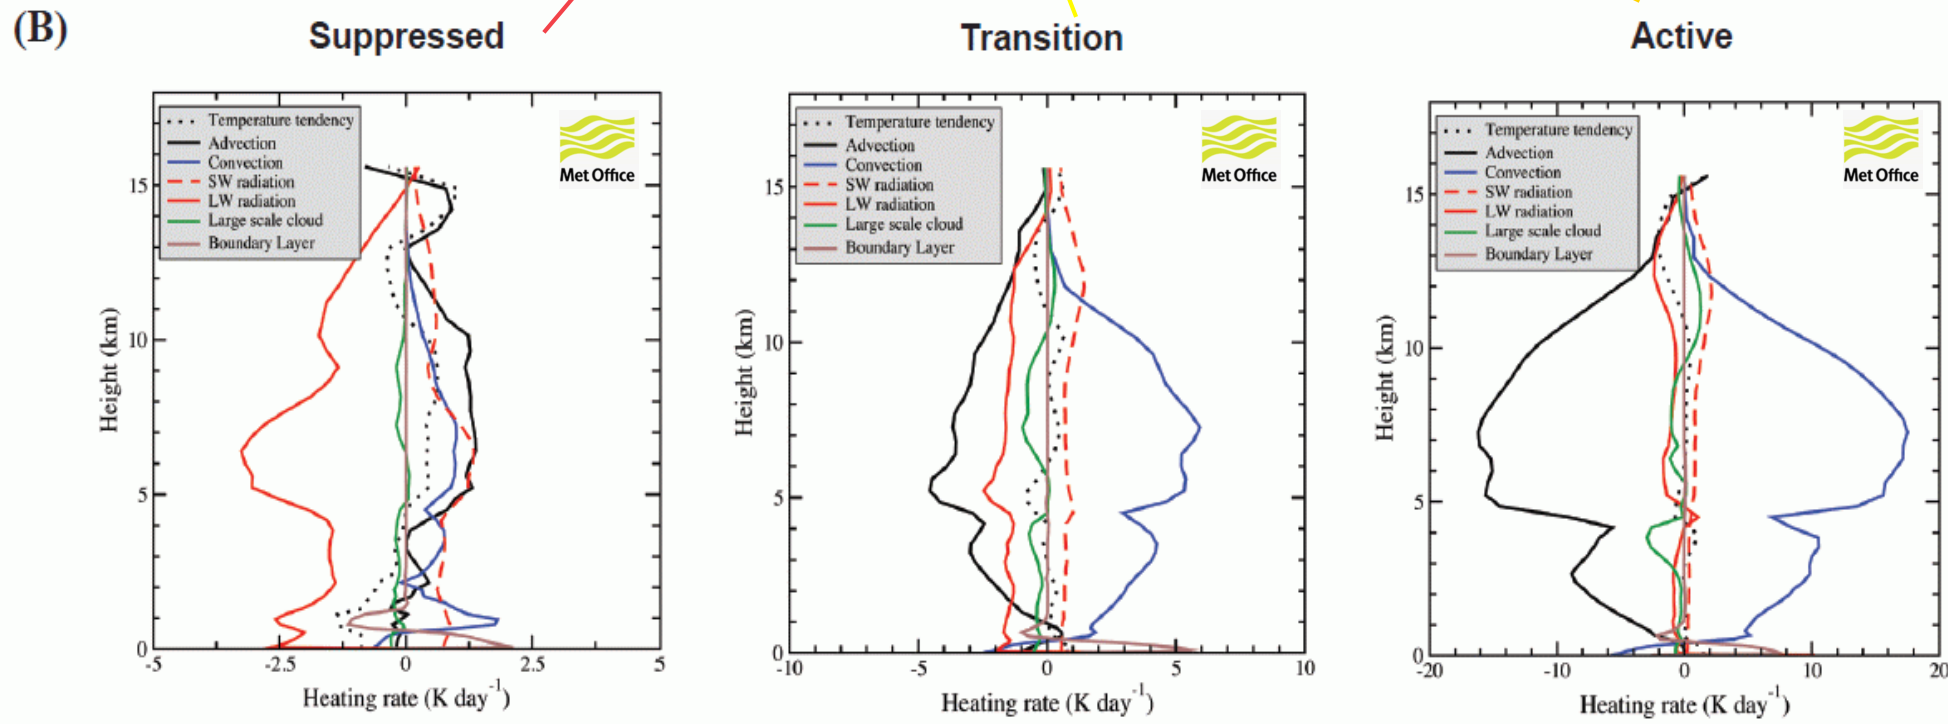 (B)
Suppressed
Transition
Active
Temperature tendency
Advection
Convection
SW radiation
LW radiation
Large scale cloud
Boundary Layer
Met Office
15
10
5
0
-5
-2.5
0
2.5
5
Height (km)
Heating rate (K day⁻¹)
Temperature tendency
Advection
Convection
SW radiation
LW radiation
Large scale cloud
Boundary Layer
Met Office
15
10
5
0
-10
-5
0
5
10
Height (km)
Heating rate (K day⁻¹)
Temperature tendency
Advection
Convection
SW radiation
LW radiation
Large scale cloud
Boundary Layer
Met Office
15
10
5
0
-20
-10
0
10
20
Height (km)
Heating rate (K day⁻¹)